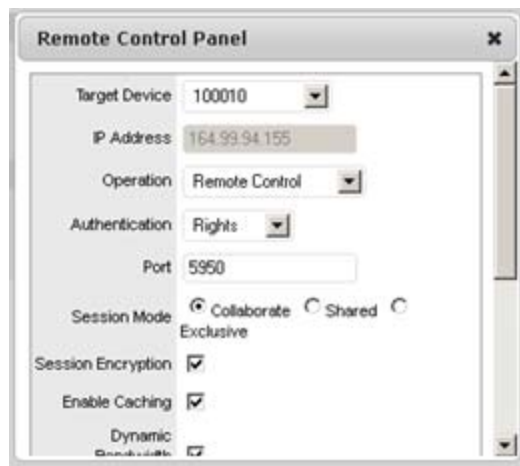 Remote Control Panel
Target Device 100010
IP Address 164.99.94.155
Operation Remote Control
Authentication Rights
Port 5950
Session Mode Collaborate Shared
Exclusive
Session Encryption
Enable Caching
Dynamic
Bandwidth